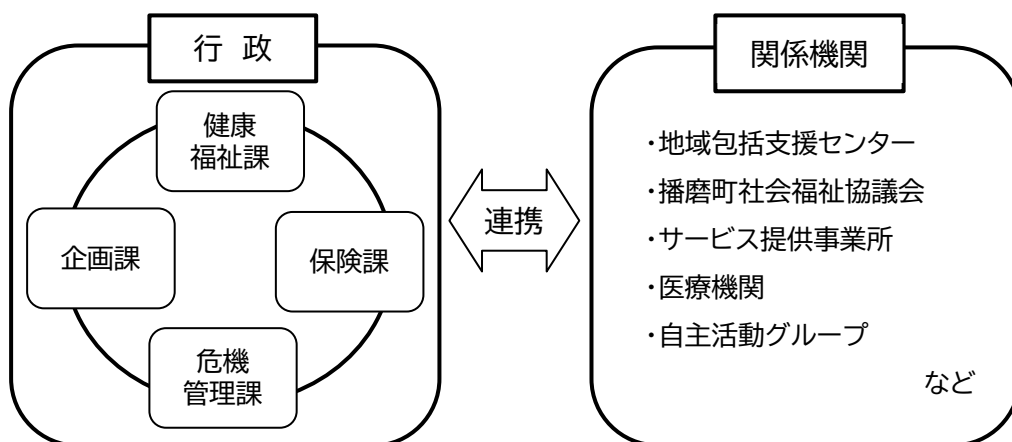 行 政
健康
福祉課
企画課
保険課
危機
管理課
連携
関係機関
・地域包括支援センター
・播磨町社会福祉協議会
・サービス提供事業所
・医療機関
・自主活動グループ
など